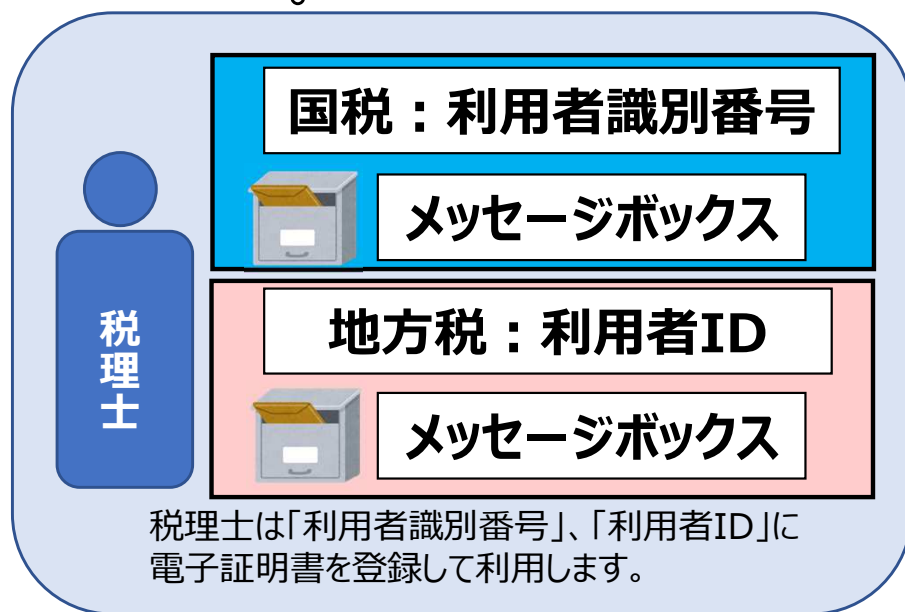 国税：利用者識別番号
メッセージボックス
税理士
地方税：利用者ID
メッセージボックス
税理士は「利用者識別番号」、「利用者ID」に
電子証明書を登録して利用します。